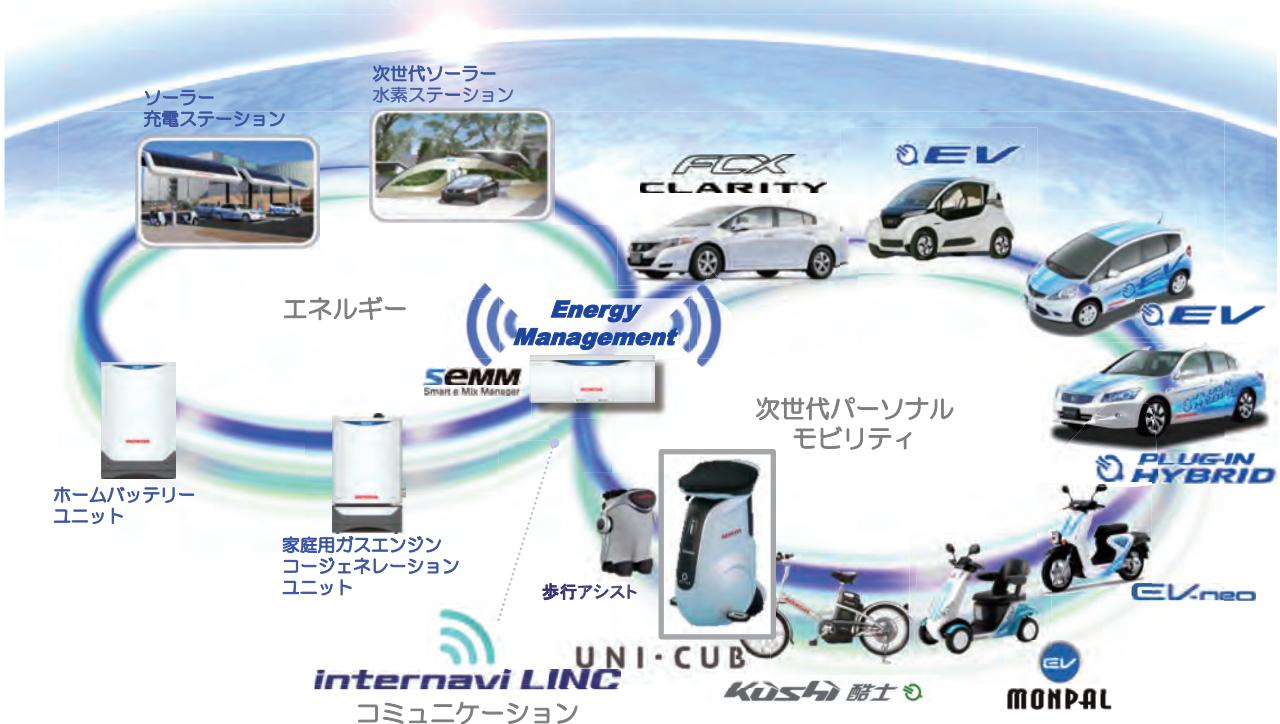 次世代ソーラー
水素ステーション
ソーラー
充電ステーション
FCX
CLARITY
EV
エネルギー
Energy
Management
EV
SeMM
Smart e Mix Manager
HONDA
次世代パーソナル
モビリティ
PLUG-IN
HYBRID
HONDA
HONDA
ホームバッテリー
ユニット
家庭用ガスエンジン
コージェネレーション
ユニット
歩行アシスト
EV-neo
UNI-CUB
internavi LINC
コミュニケーション
Kùshì 酷士
EV
MONPAL